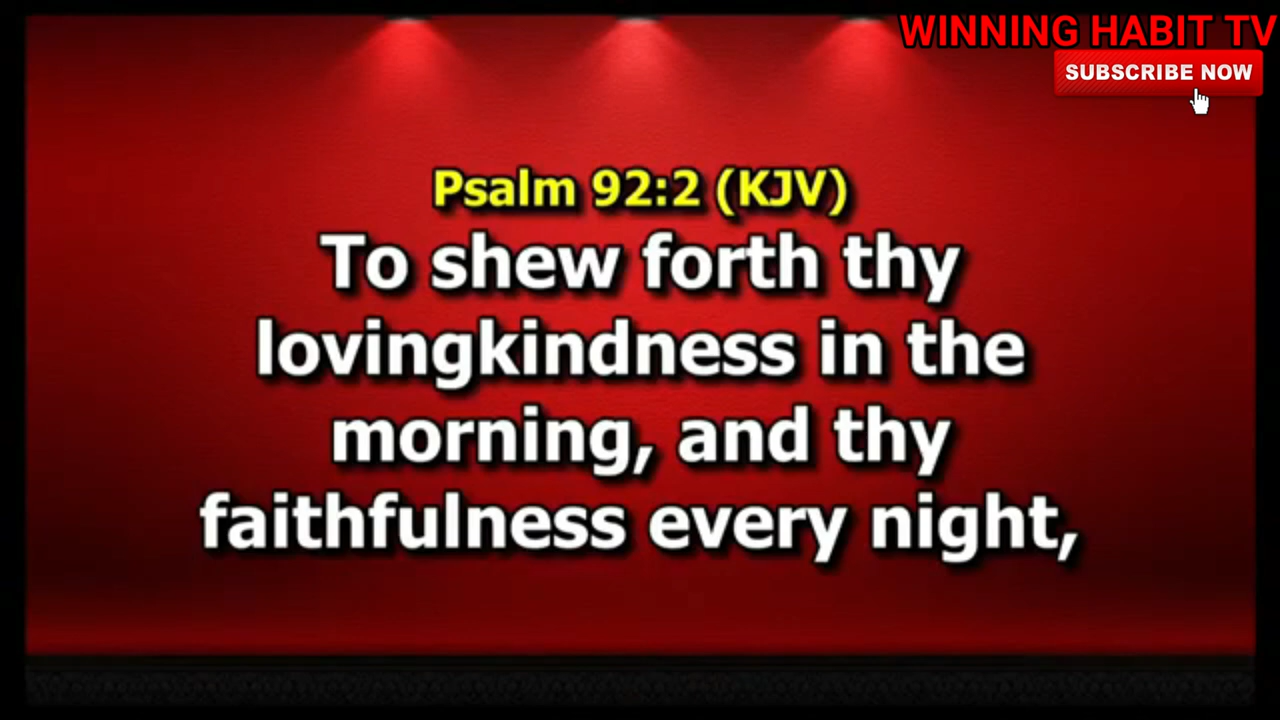 WINNING HABIT TV
SUBSCRIBE NOW
Psalm 92:2 (KJV)
To shew forth thy
lovingkindness in the
morning, and thy
faithfulness every night,